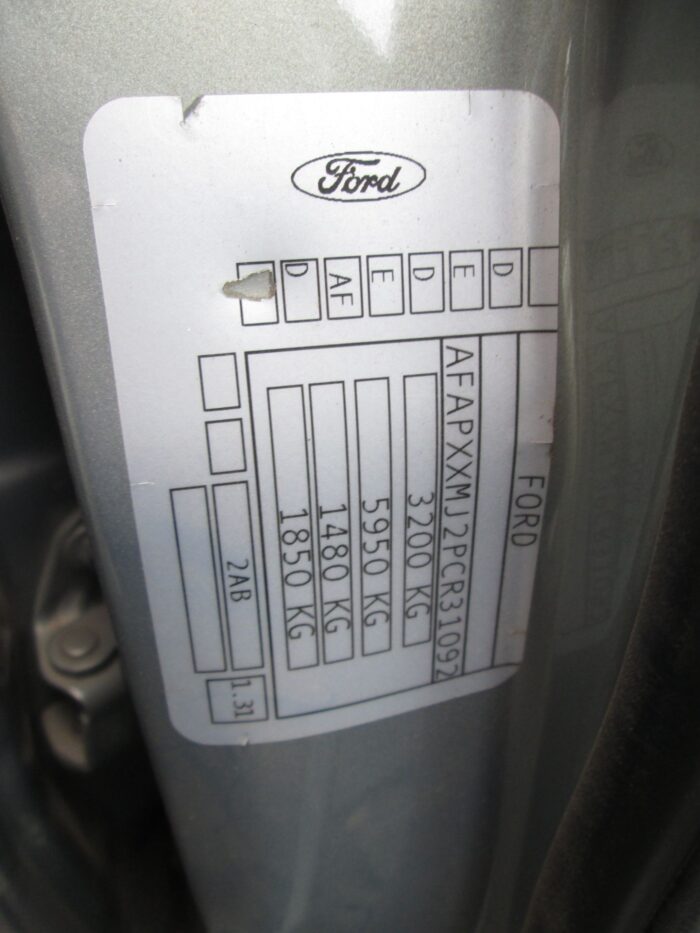 Ford
FORD
AFAPXXMJ2PCR31092
3200 KG
5950 KG
1480 KG
1850 KG
D
E
D
E
AF
D
2AB 1.31